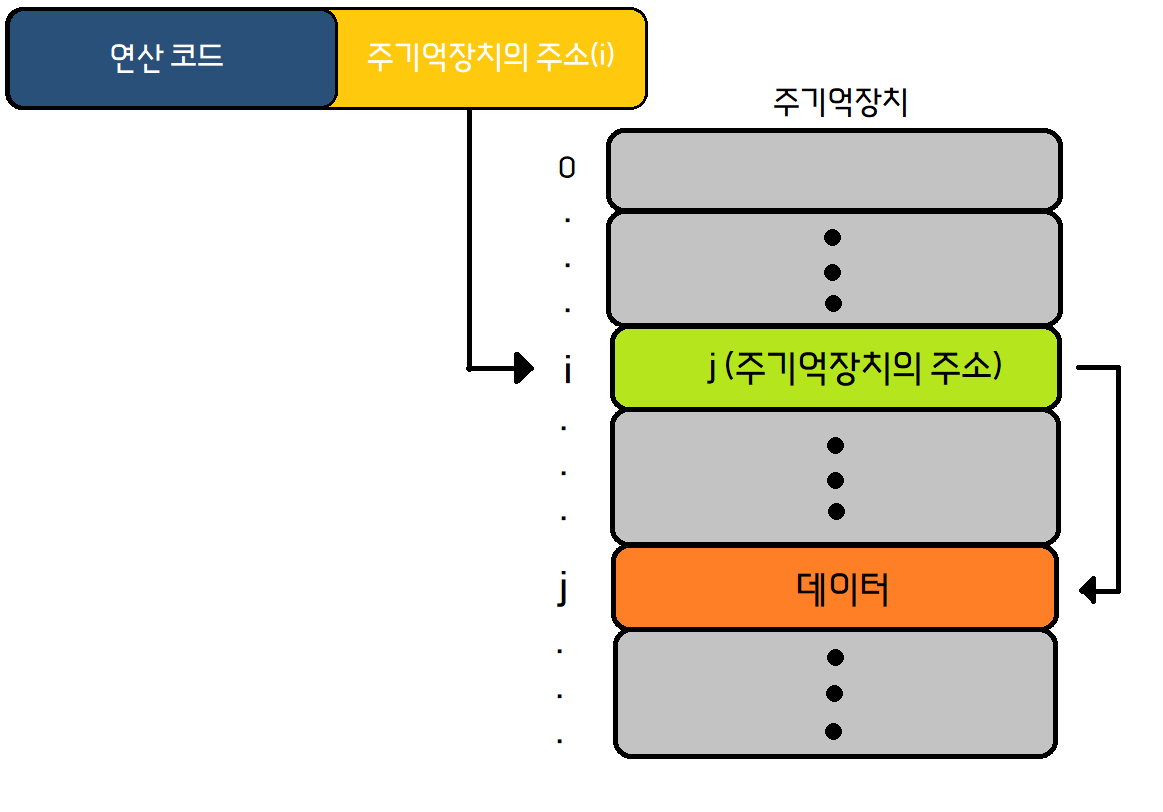 연산 코드
주기억장치의 주소(i)
주기억장치
0
.
.
.
i
j (주기억장치의 주소)
.
.
.
j
데이터
.
.
.